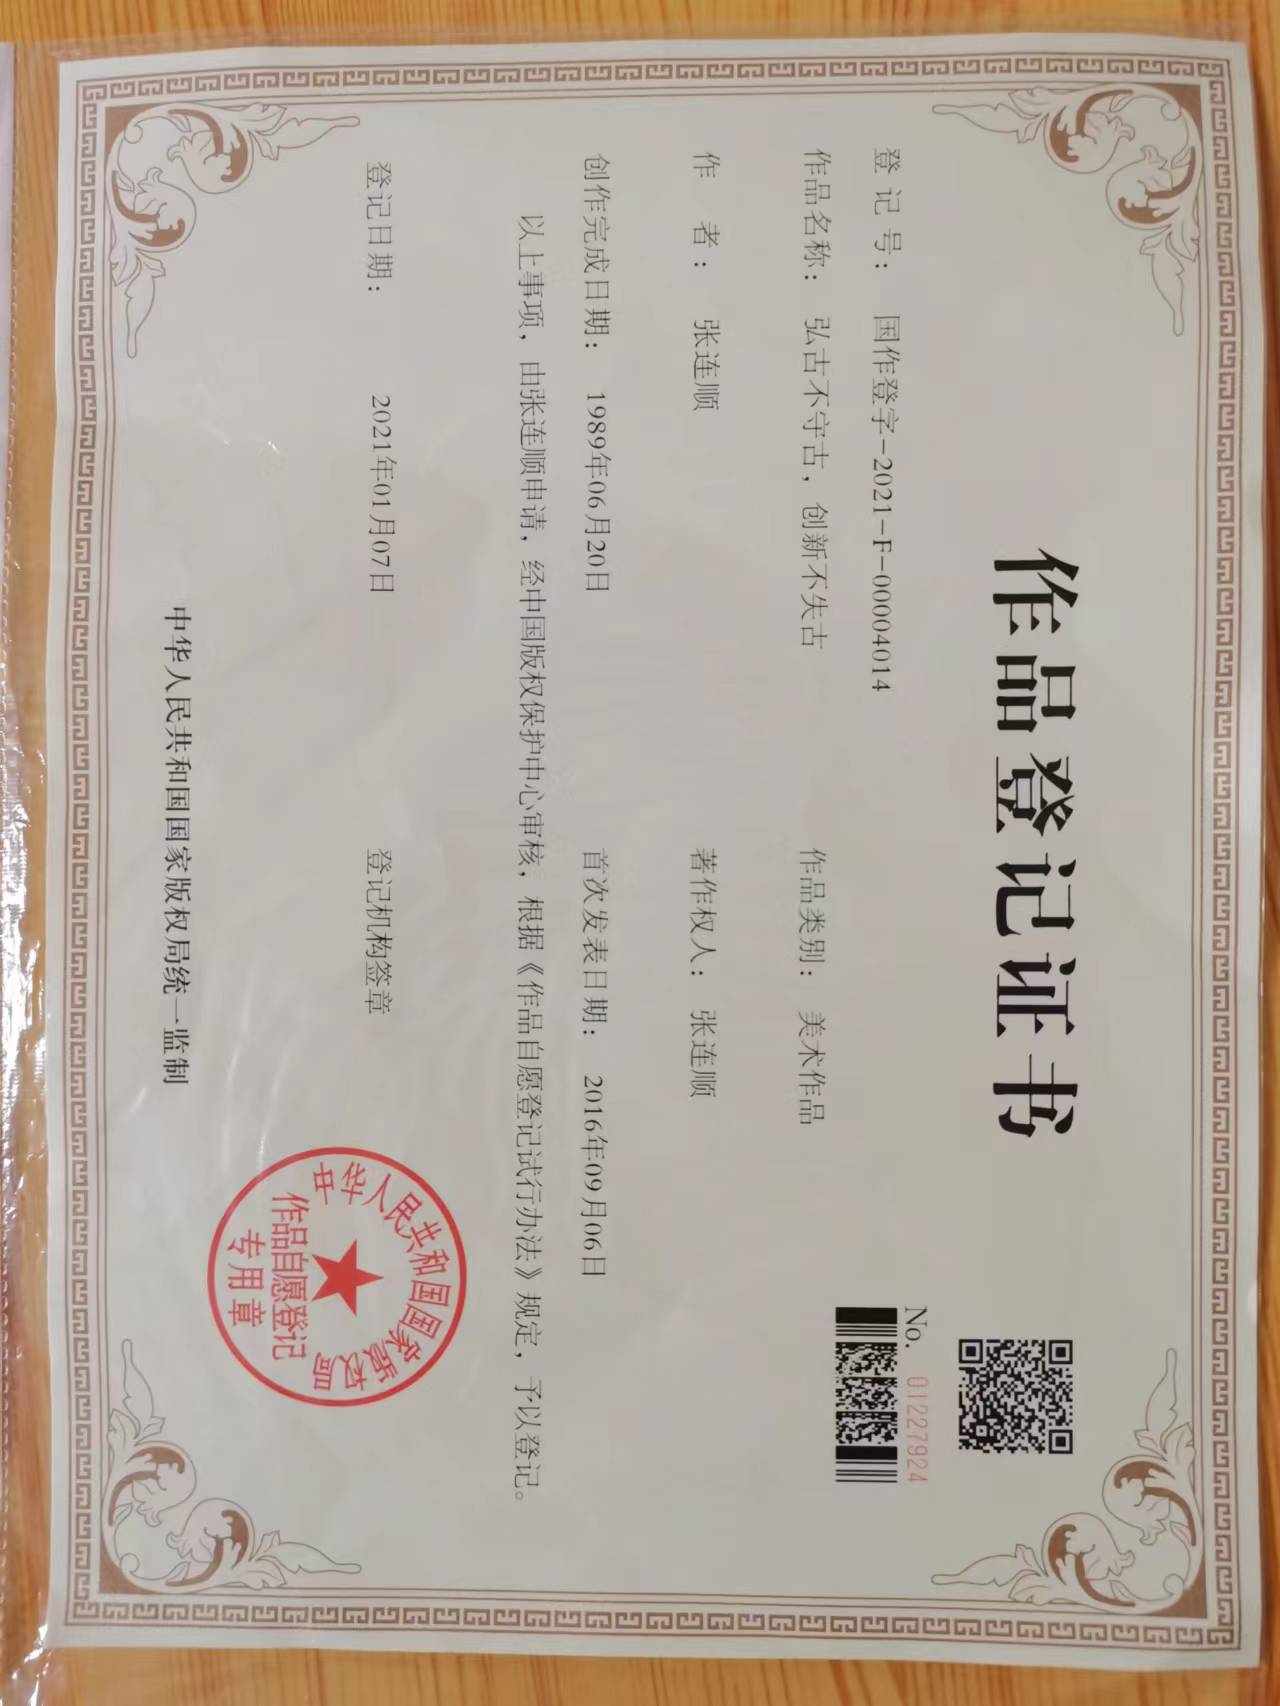 作品登记证书
No. 01227924
登 记 号： 国作登字-2021-F-00004014
作品名称： 弘古不守古，创新不失古
作品类别： 美术作品
作 者： 张连顺
著作权人： 张连顺
创作完成日期： 1989年06月20日
首次发表日期： 2016年09月06日
以上事项，由张连顺申请，经中国版权保护中心审核，根据《作品自愿登记试行办法》规定，予以登记。
登记日期： 2021年01月07日
登记机构签章
中华人民共和国国家版权局
作品自愿登记
专用章
中华人民共和国国家版权局统一监制